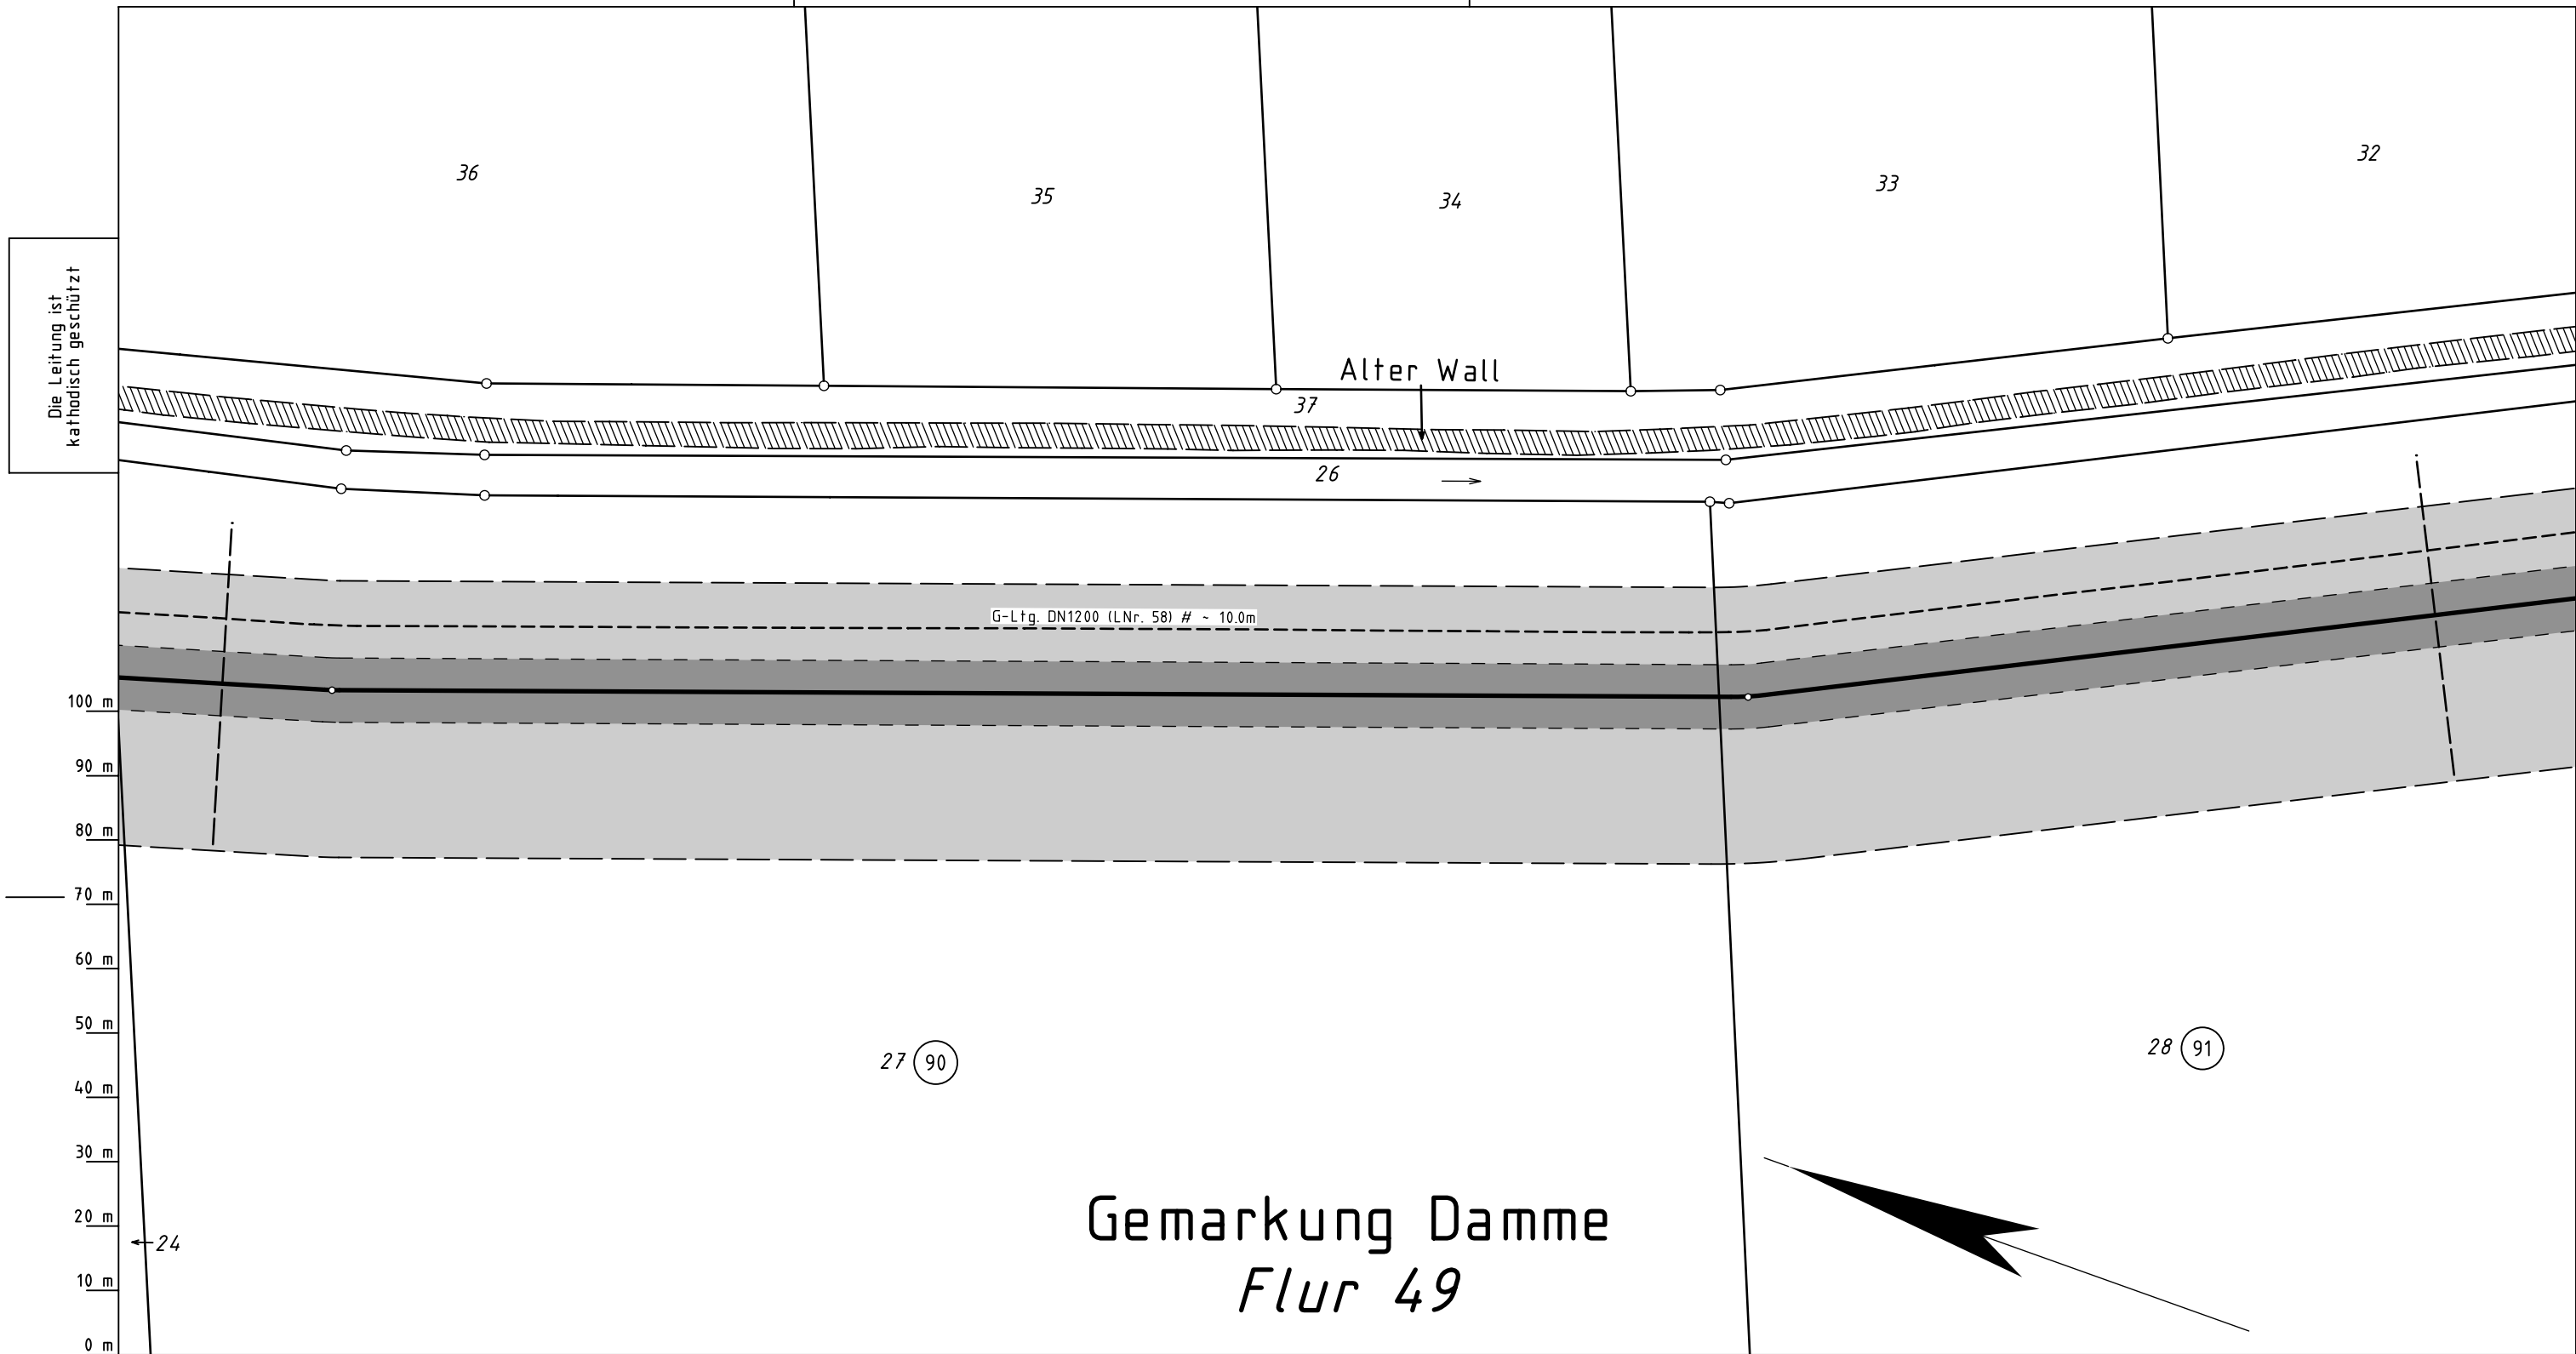 36
35
34
33
32
Die Leitung ist
kathodisch geschützt
Alter Wall
37
26
G-Ltg. DN1200 (LNr. 58) # ~ 10.0m
100 m
90 m
80 m
70 m
60 m
50 m
40 m
30 m
20 m
10 m
0 m
27 90
28 91
24
Gemarkung Damme
Flur 49